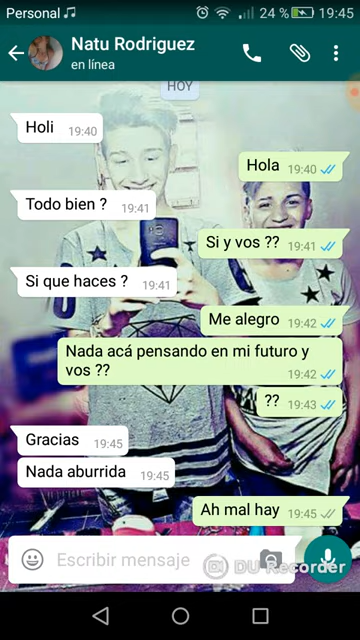 Personal 24 % 19:45
Natu Rodriguez
en línea
HOY
Holi 19:40
Hola 19:40
Todo bien ? 19:41
Si y vos ?? 19:41
Si que haces ? 19:41
Me alegro 19:42
Nada acá pensando en mi futuro y
vos ?? 19:42
?? 19:43
Gracias 19:45
Nada aburrida 19:45
Ah mal hay 19:45
Escribir mensaje
DU Recorder